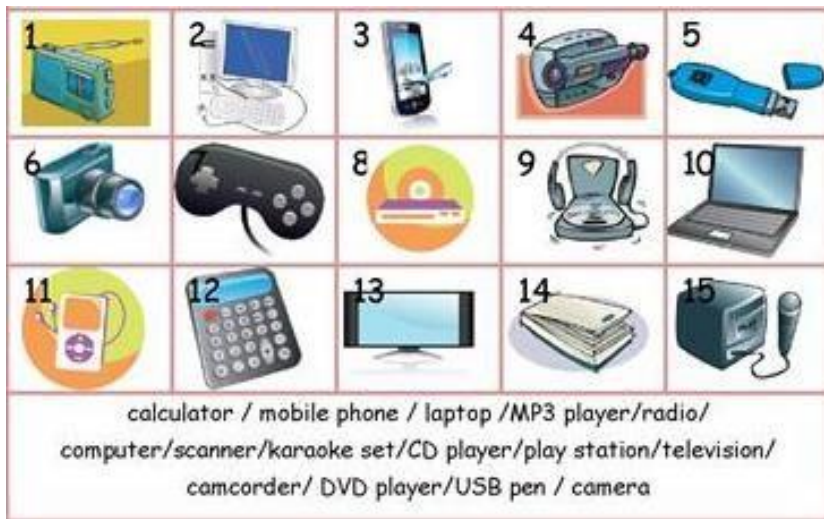 1 2 3 4 5
6 7 8 9 10
11 12 13 14 15
calculator / mobile phone / laptop /MP3 player/radio/
computer/scanner/karaoke set/CD player/play station/television/
camcorder/ DVD player/USB pen / camera